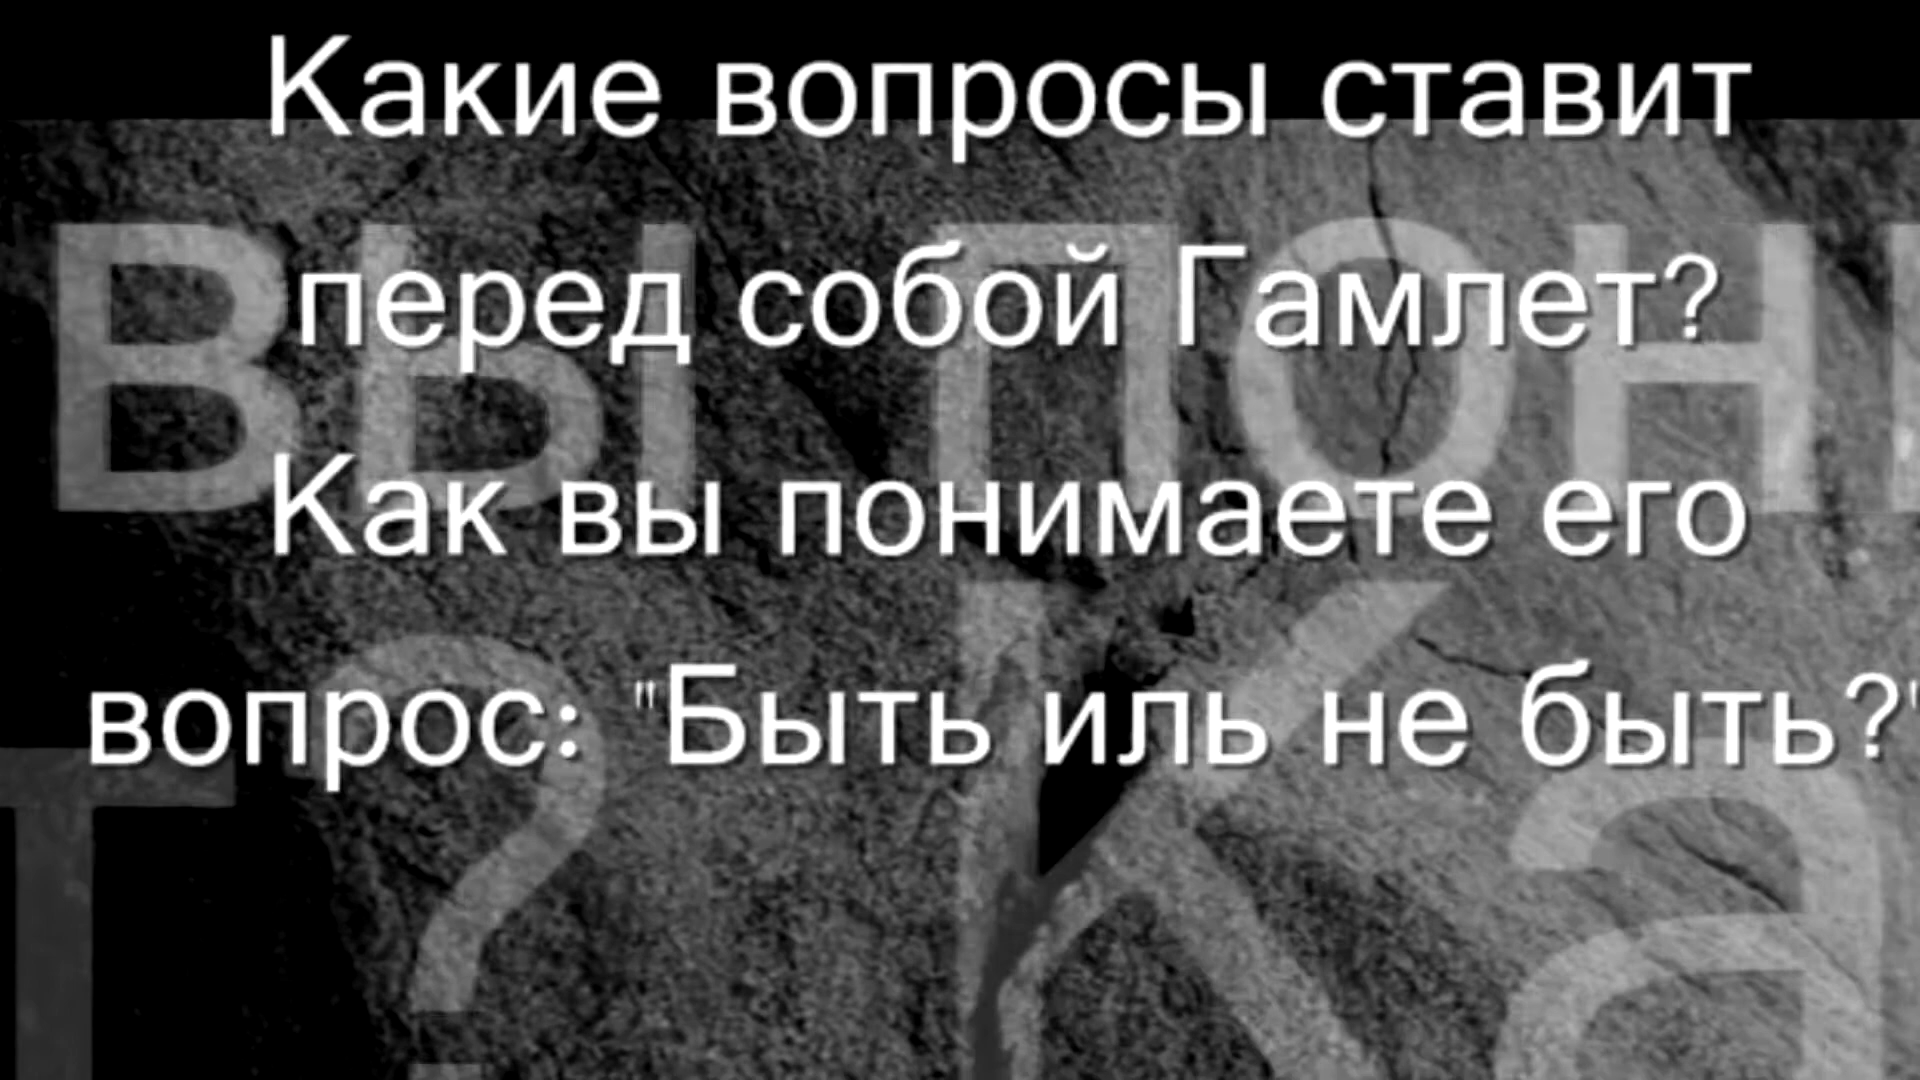 Какие вопросы ставит
перед собой Гамлет?
Как вы понимаете его
вопрос: "Быть иль не быть?"